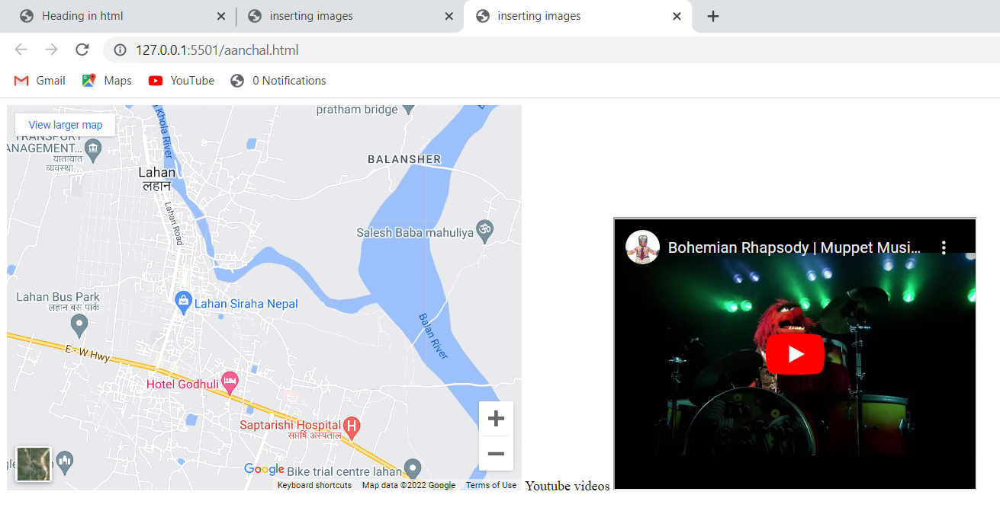 Heading in html
inserting images
inserting images
127.0.0.1:5501/aanchal.html
Gmail
Maps
YouTube
0 Notifications
View larger map
pratham bridge
TRANSPORT
ANAGEMENT...
यातायात
व्यवस्था...
Khola River
BALANSHER
Lahan
लहान
Lahan Road
Salesh Baba mahuliya
Lahan Bus Park
लहान बस पार्क
Lahan Siraha Nepal
Balan River
E - W Hwy
Hotel Godhuli
Saptarishi Hospital
सप्तर्षि अस्पताल
Google
Bike trial centre lahan
Keyboard shortcuts
Map data ©2022 Google
Terms of Use
Youtube videos
Bohemian Rhapsody | Muppet Musi...